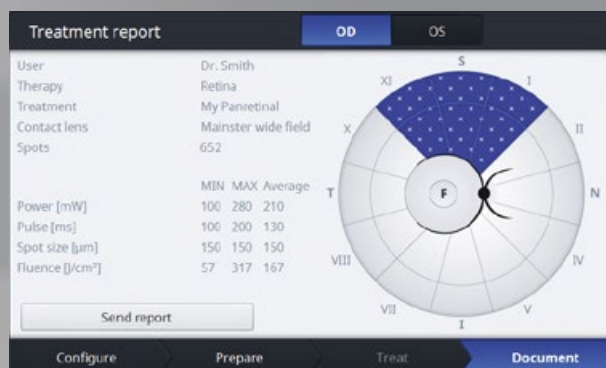 Treatment report
OD
OS
User Dr. Smith
Therapy Retina
Treatment My Panretinal
Contact lens Mainster wide field
Spots 652
MIN MAX Average
Power [mW] 100 280 210
Pulse [ms] 100 200 130
Spot size [µm] 150 150 150
Fluence [J/cm²] 57 317 167
Send report
S
XI
I
X
II
T
F
N
VIII
IV
VII
V
I
Configure
Prepare
Treat
Document